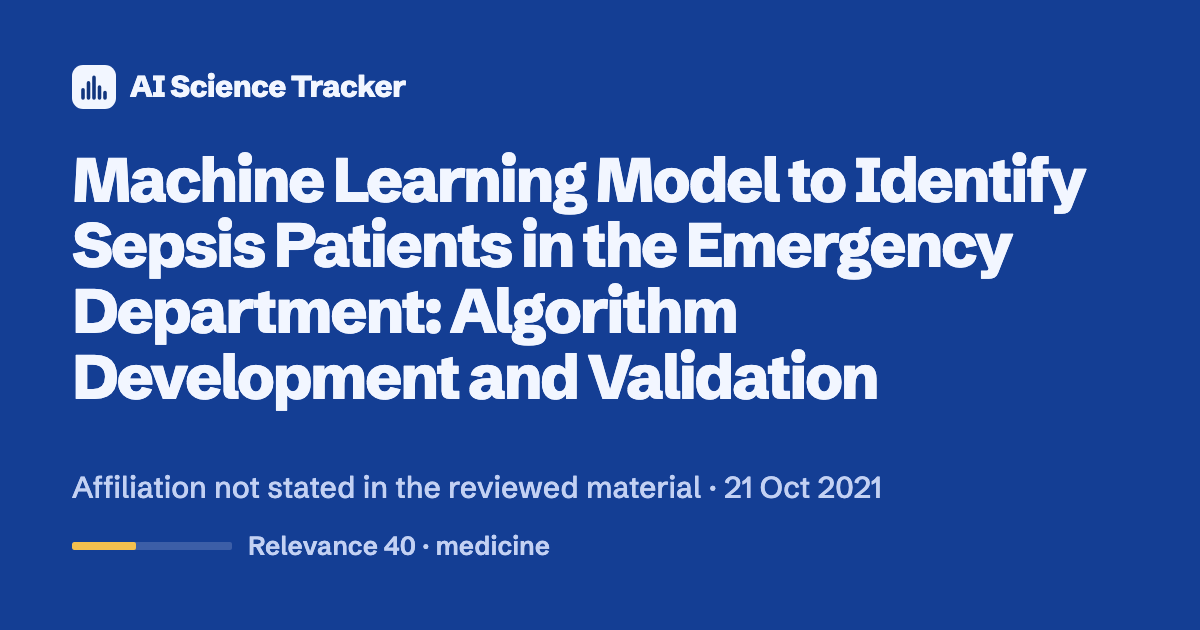 AI Science Tracker
Machine Learning Model to Identify
Sepsis Patients in the Emergency
Department: Algorithm
Development and Validation
Affiliation not stated in the reviewed material · 21 Oct 2021
Relevance 40 · medicine